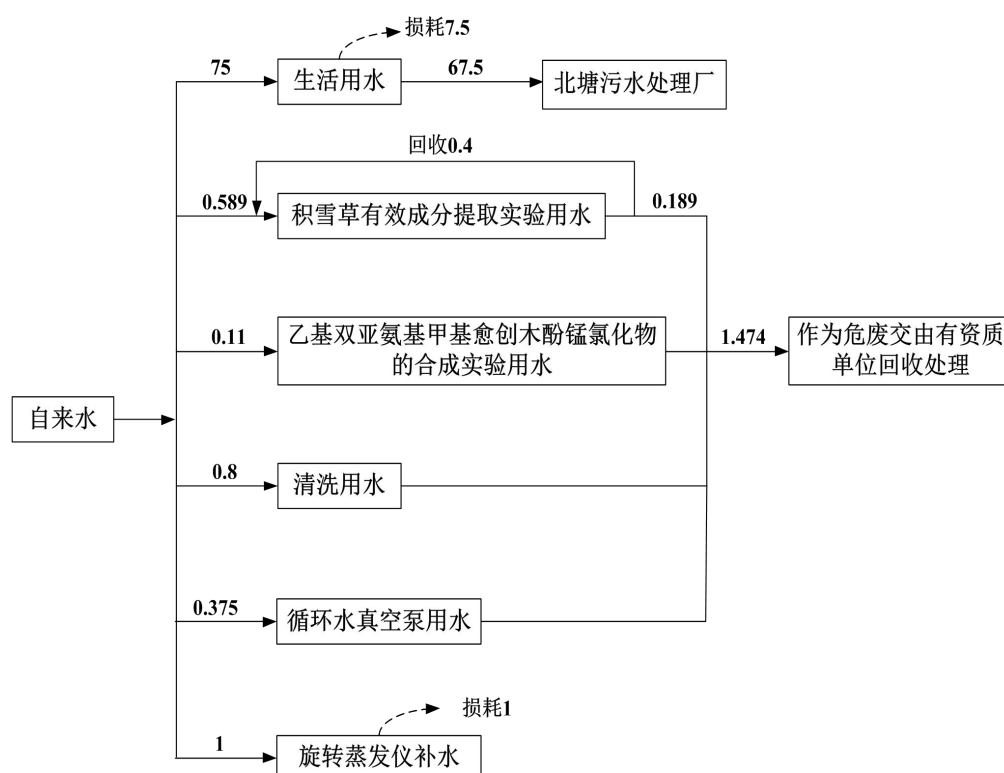 损耗7.5
75
生活用水
67.5
北塘污水处理厂
回收0.4
0.589
积雪草有效成分提取实验用水
0.189
0.11
乙基双亚氨基甲基愈创木酚锰氯化物
的合成实验用水
1.474
作为危废交由有资质
单位回收处理
自来水
0.8
清洗用水
0.375
循环水真空泵用水
损耗1
1
旋转蒸发仪补水